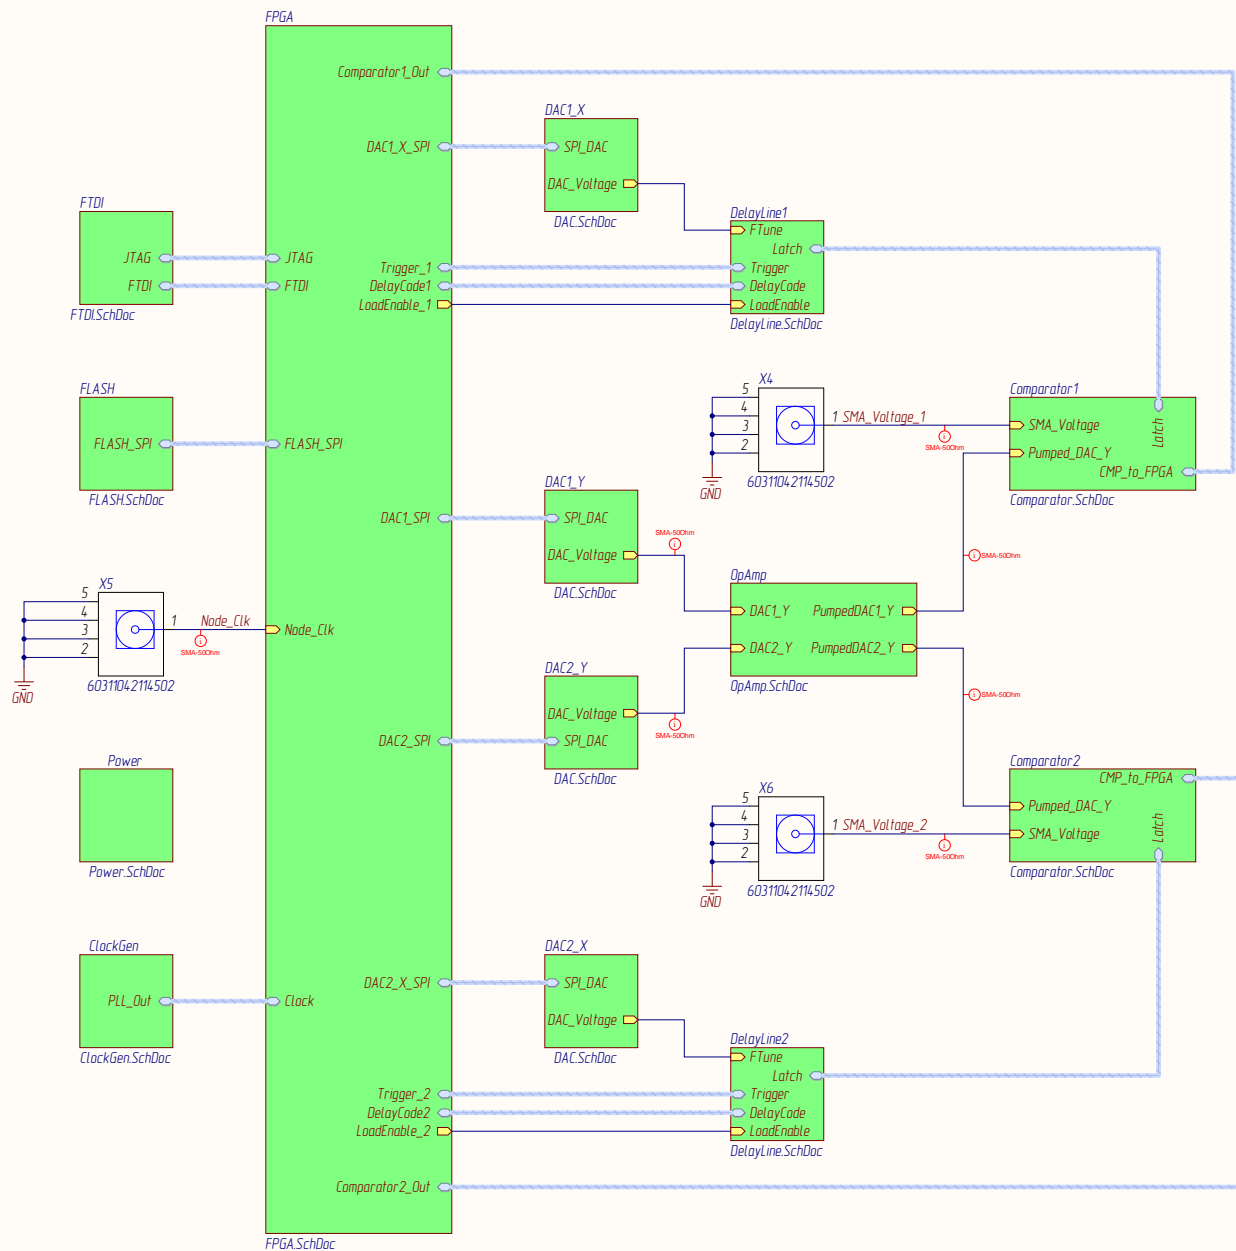 FPGA
Comparator1_Out
DAC1_X
DAC1_X_SPI
SPI_DAC
DAC_Voltage
DAC.SchDoc
FTDI
JTAG
FTDI
FTDI.SchDoc
JTAG
FTDI
DelayLine1
FTune
Latch
Trigger_1
Trigger
DelayCode1
DelayCode
LoadEnable_1
LoadEnable
DelayLine.SchDoc
FLASH
FLASH_SPI
FLASH_SPI
FLASH.SchDoc
X4
5
4
3
2
1
SMA_Voltage_1
SMA-50Ohm
GND
60311042114502
Comparator1
Latch
SMA_Voltage
Pumped_DAC_Y
CMP_to_FPGA
Comparator.SchDoc
DAC1_Y
DAC1_SPI
SPI_DAC
DAC_Voltage
DAC.SchDoc
SMA-50Ohm
SMA-50Ohm
OpAmp
DAC1_Y
PumpedDAC1_Y
DAC2_Y
PumpedDAC2_Y
OpAmp.SchDoc
X5
5
4
3
2
1
Node_Clk
SMA-50Ohm
Node_Clk
GND
60311042114502
DAC2_Y
DAC_Voltage
DAC2_SPI
SPI_DAC
DAC.SchDoc
SMA-50Ohm
SMA-50Ohm
Power
Power.SchDoc
X6
5
4
3
2
1
SMA_Voltage_2
SMA-50Ohm
GND
60311042114502
Comparator2
CMP_to_FPGA
Pumped_DAC_Y
Latch
SMA_Voltage
Comparator.SchDoc
ClockGen
PLL_Out
Clock
ClockGen.SchDoc
DAC2_X
DAC2_X_SPI
SPI_DAC
DAC_Voltage
DAC.SchDoc
DelayLine2
FTune
Latch
Trigger_2
Trigger
DelayCode2
DelayCode
LoadEnable_2
LoadEnable
DelayLine.SchDoc
Comparator2_Out
FPGA.SchDoc